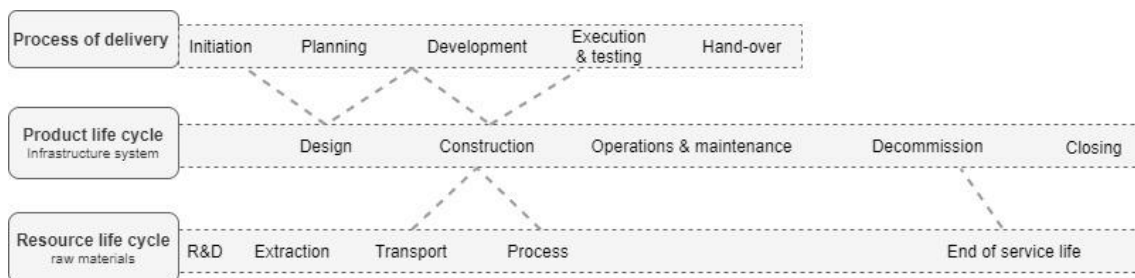 Process of delivery
Initiation
Planning
Development
Execution
& testing
Hand-over
Product life cycle
Infrastructure system
Design
Construction
Operations & maintenance
Decommission
Closing
Resource life cycle
raw materials
R&D
Extraction
Transport
Process
End of service life